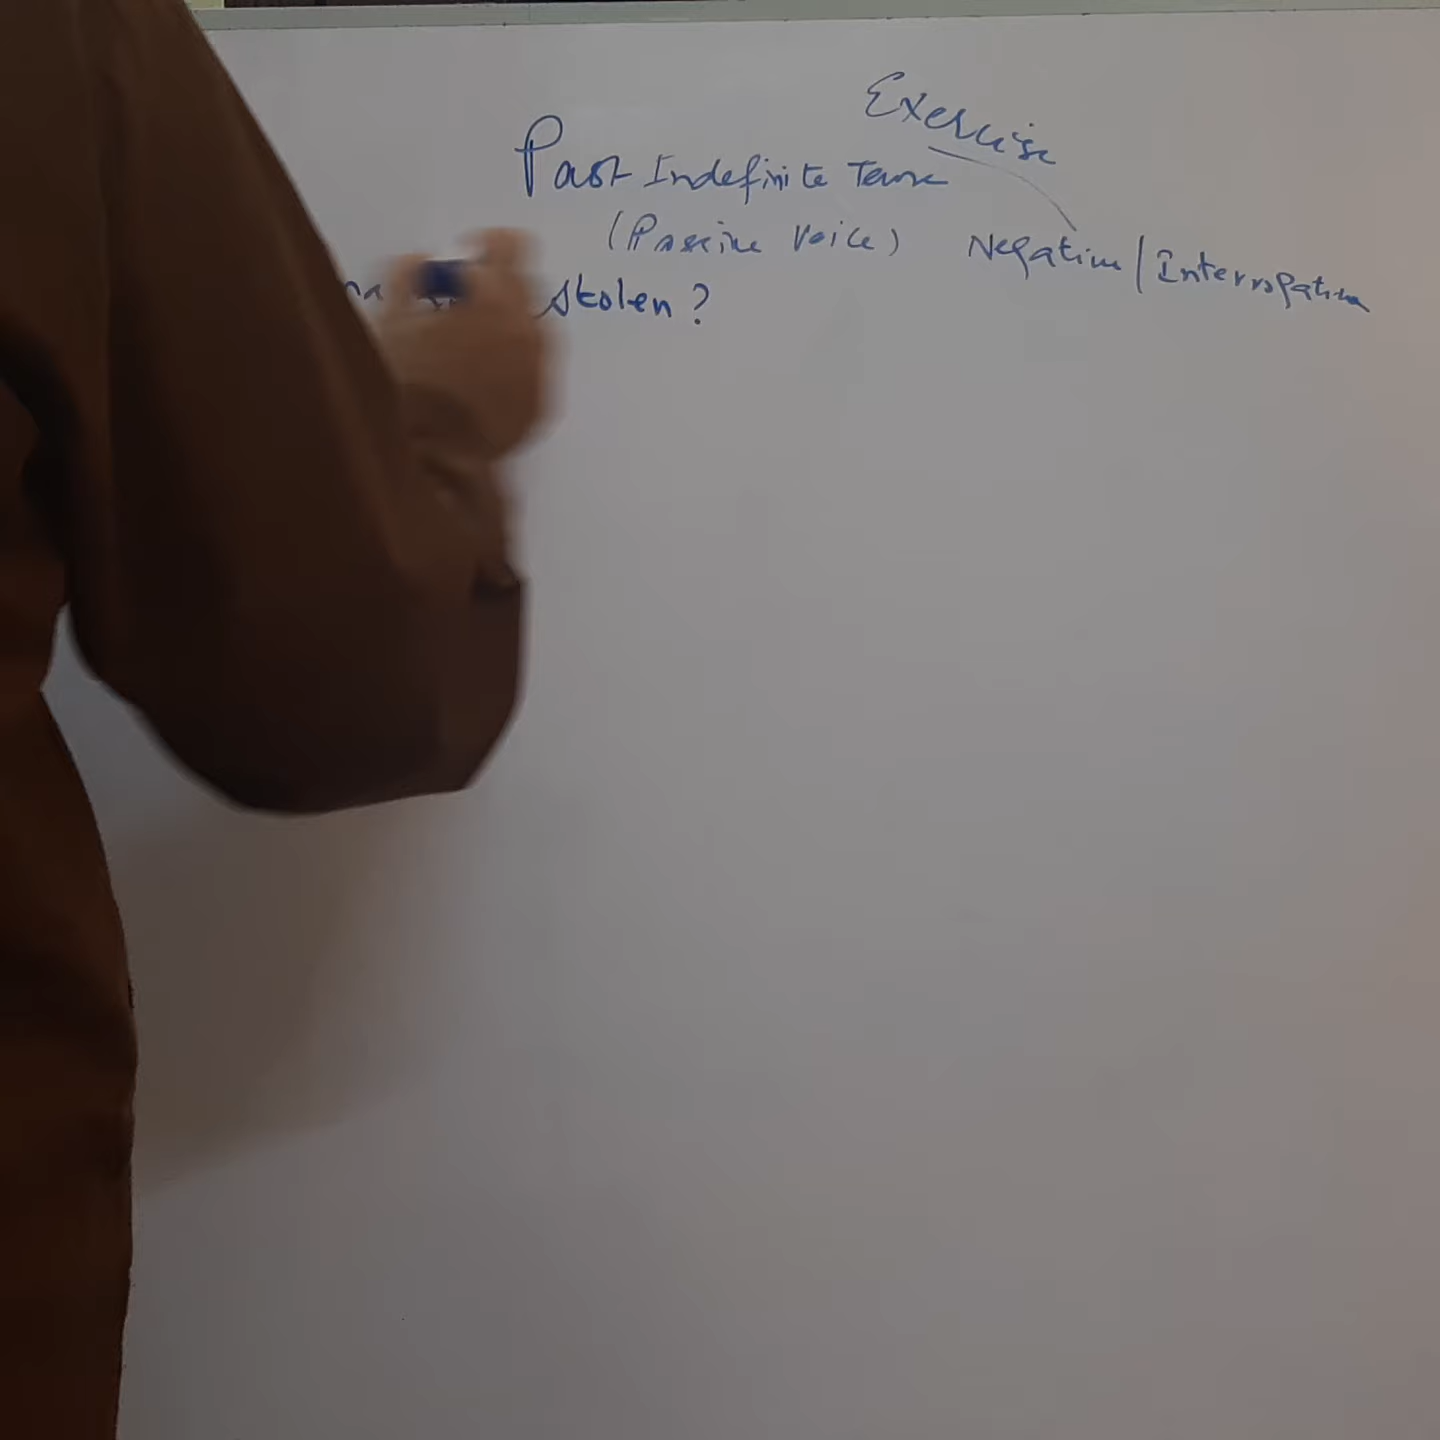 Exercise
Past Indefinite Tense
(Passive Voice) Negative/Interrogative
stolen?